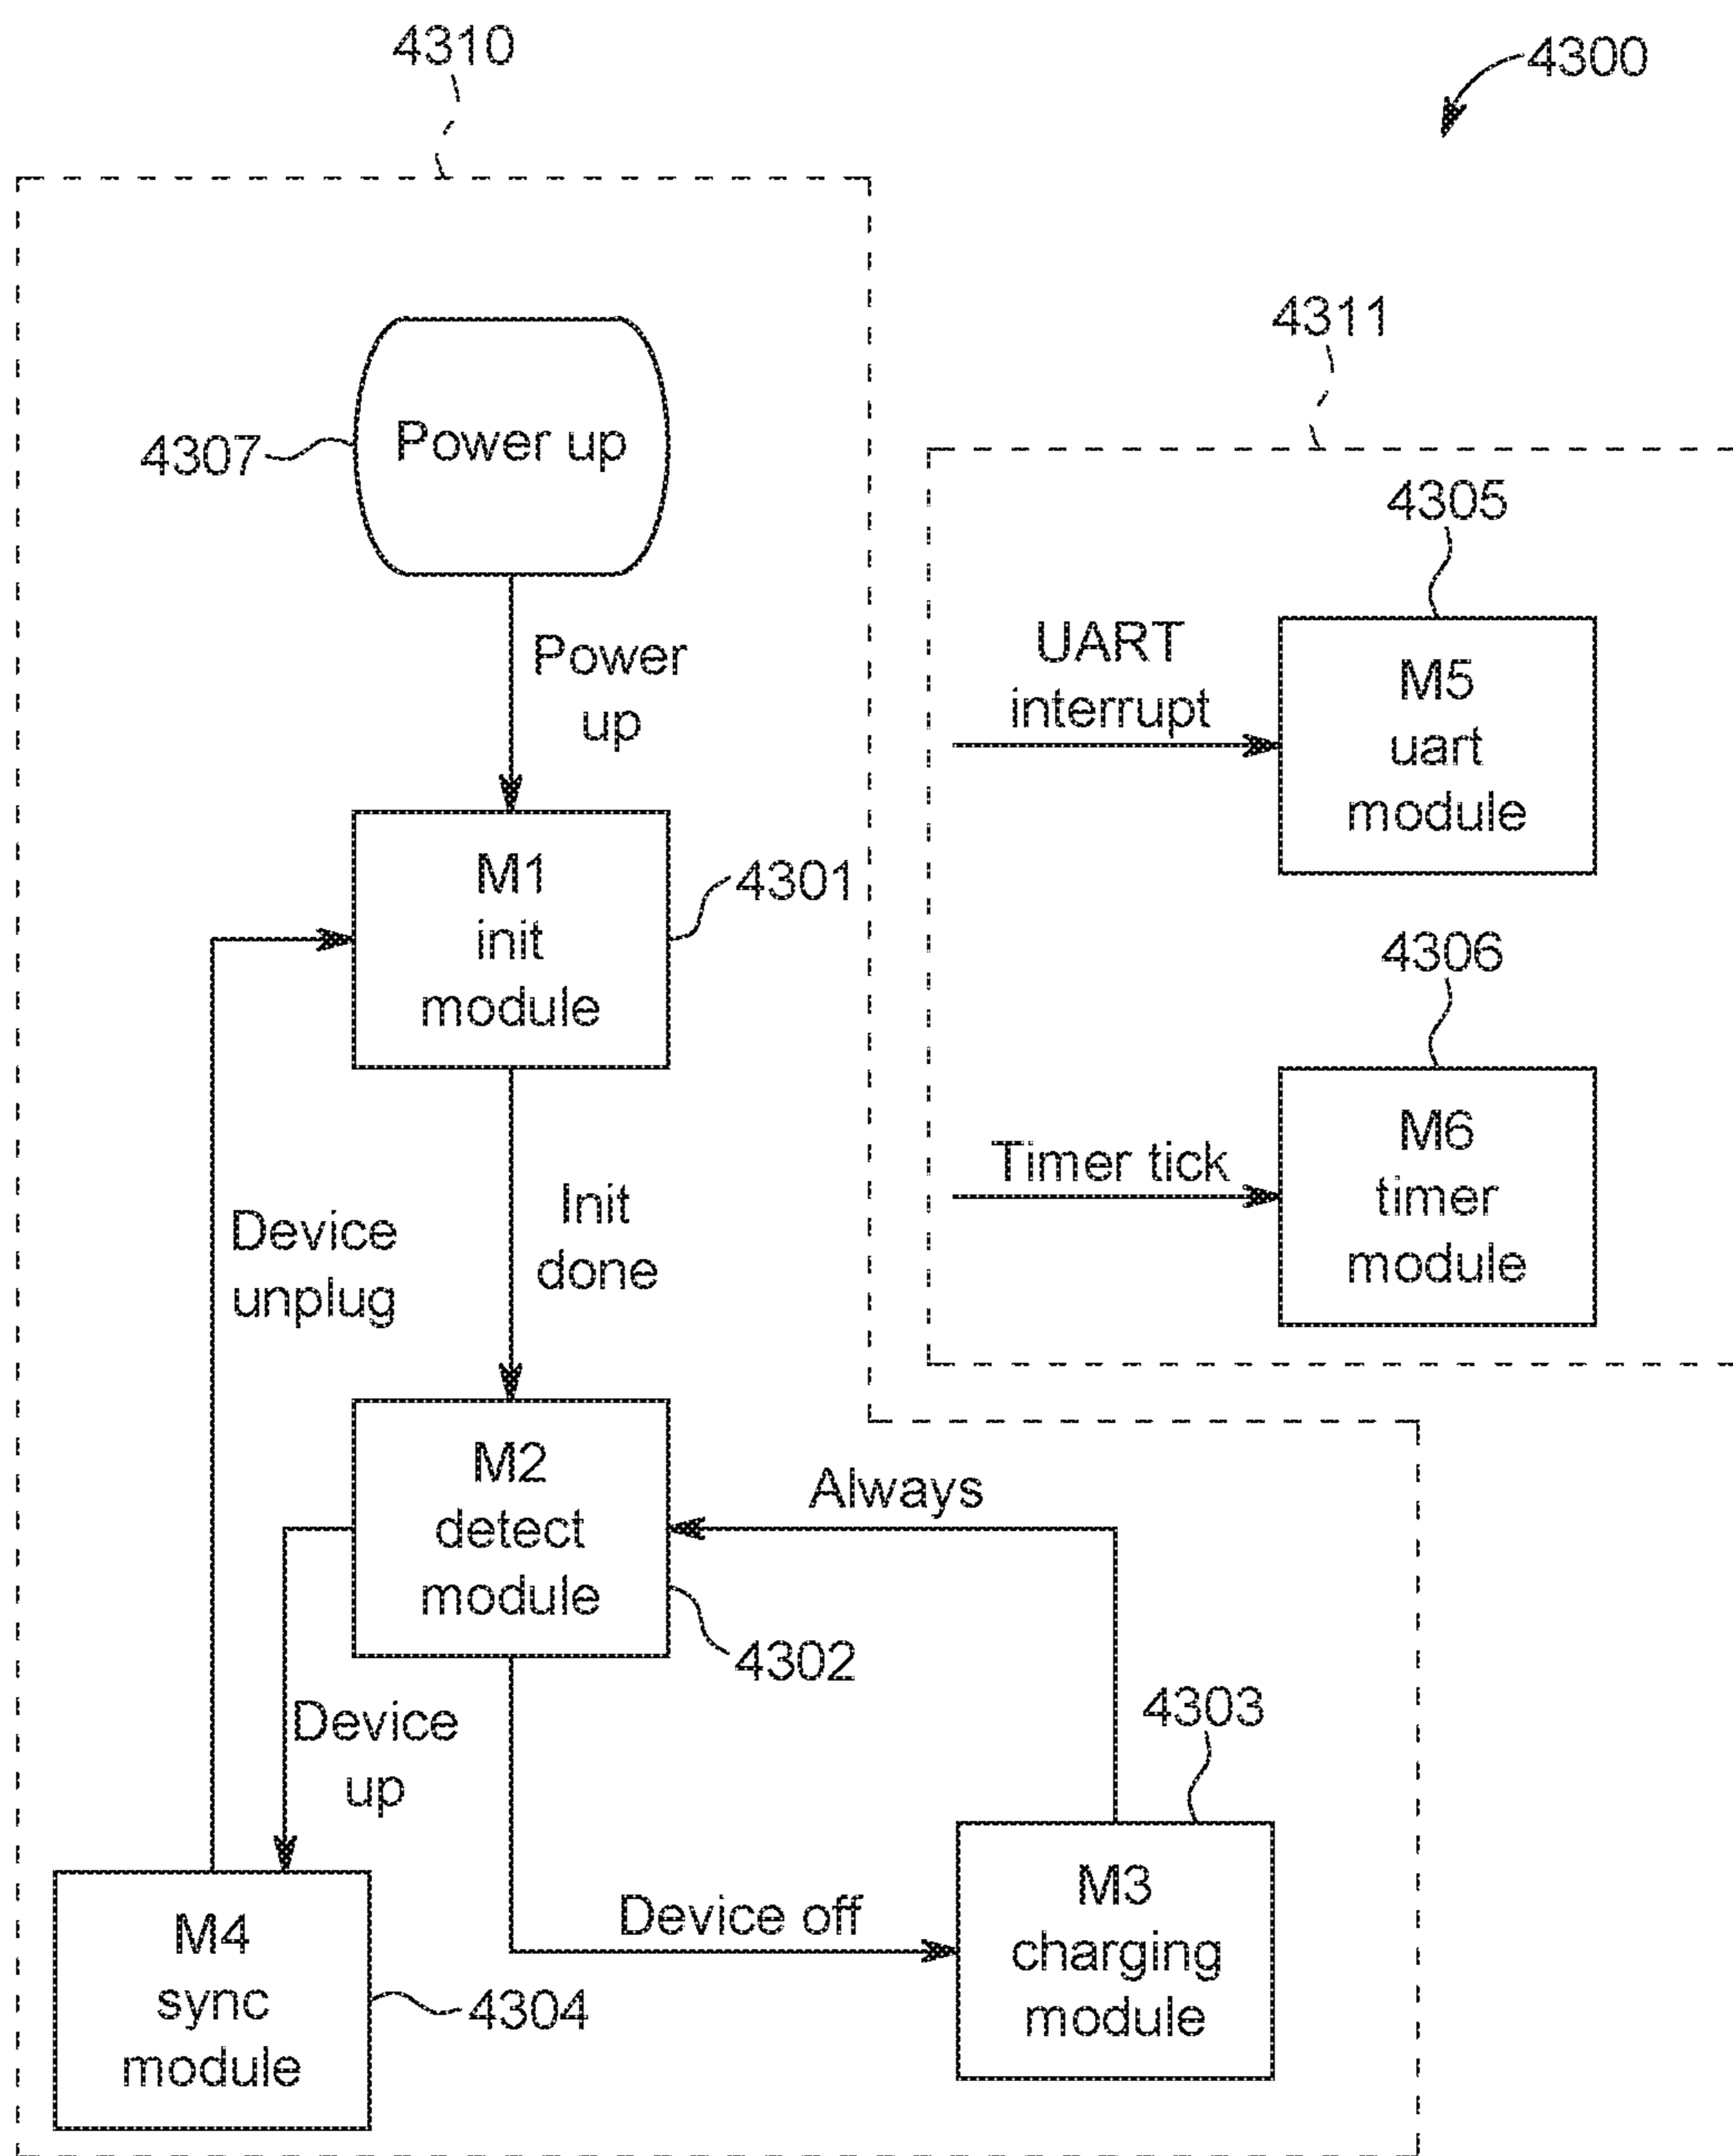 4310
4300
4311
4307
Power up
4305
UART
interrupt
M5
uart
module
Power
up
M1
init
module
4301
4306
Timer tick
M6
timer
module
Device
unplug
Init
done
M2
detect
module
Always
4302
4303
Device
up
Device off
M3
charging
module
M4
sync
module
4304